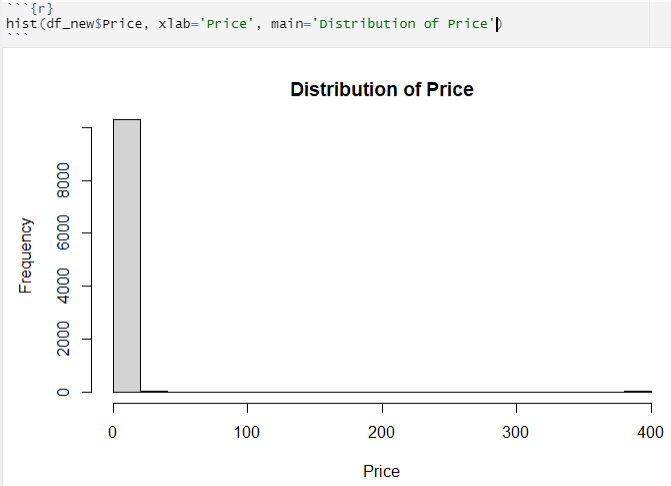 ```{r}
hist(df_new$Price, xlab='Price', main='Distribution of Price')
```
Distribution of Price
Frequency
8000
6000
4000
2000
0
0 100 200 300 400
Price